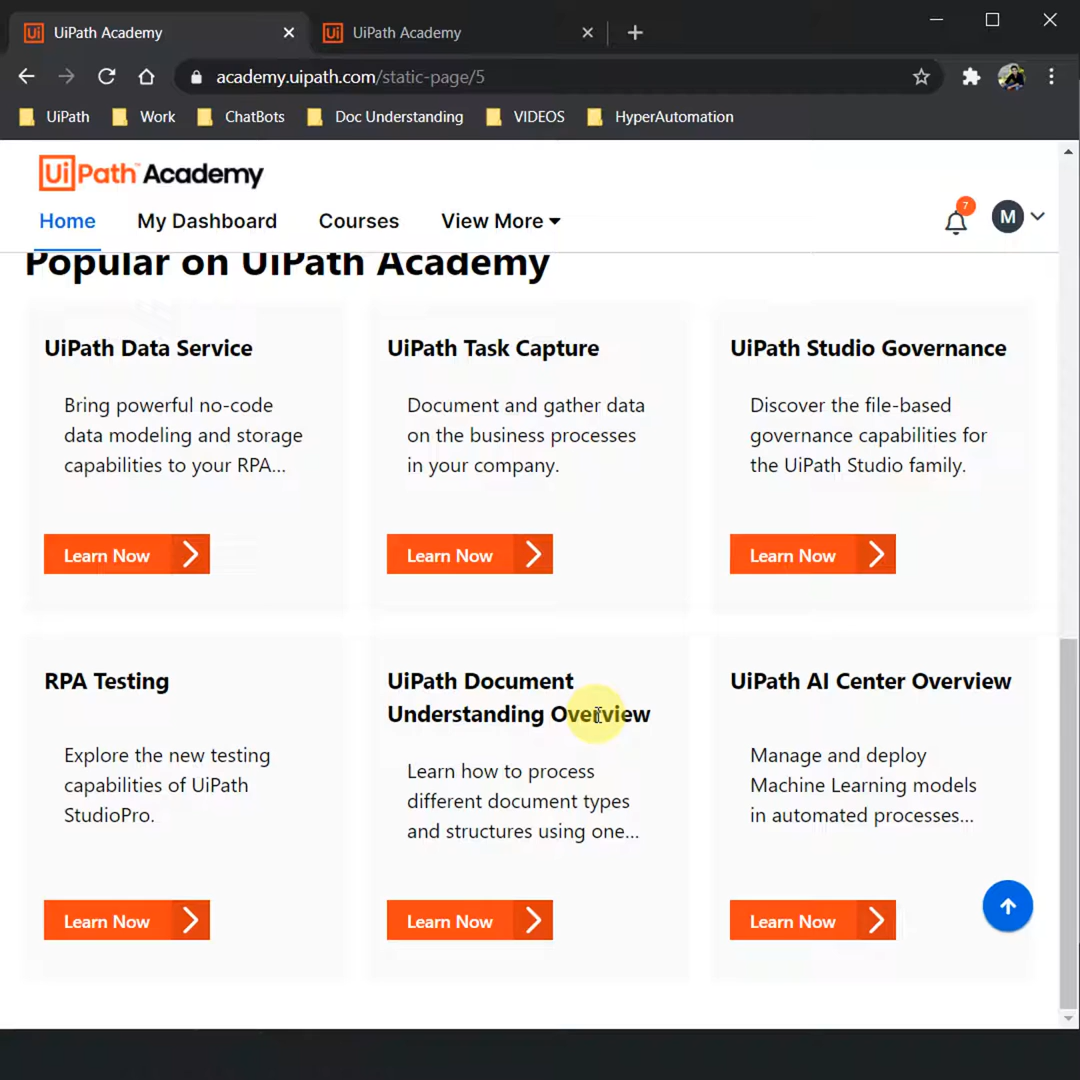 Ui UiPath Academy
Ui UiPath Academy
academy.uipath.com/static-page/5
UiPath Work ChatBots Doc Understanding VIDEOS HyperAutomation
UiPath™ Academy
Home My Dashboard Courses View More
7
M
Popular on UiPath Academy
UiPath Data Service
Bring powerful no-code
data modeling and storage
capabilities to your RPA...
Learn Now
UiPath Task Capture
Document and gather data
on the business processes
in your company.
Learn Now
UiPath Studio Governance
Discover the file-based
governance capabilities for
the UiPath Studio family.
Learn Now
RPA Testing
Explore the new testing
capabilities of UiPath
StudioPro.
Learn Now
UiPath Document
Understanding Overview
Learn how to process
different document types
and structures using one...
Learn Now
UiPath AI Center Overview
Manage and deploy
Machine Learning models
in automated processes...
Learn Now